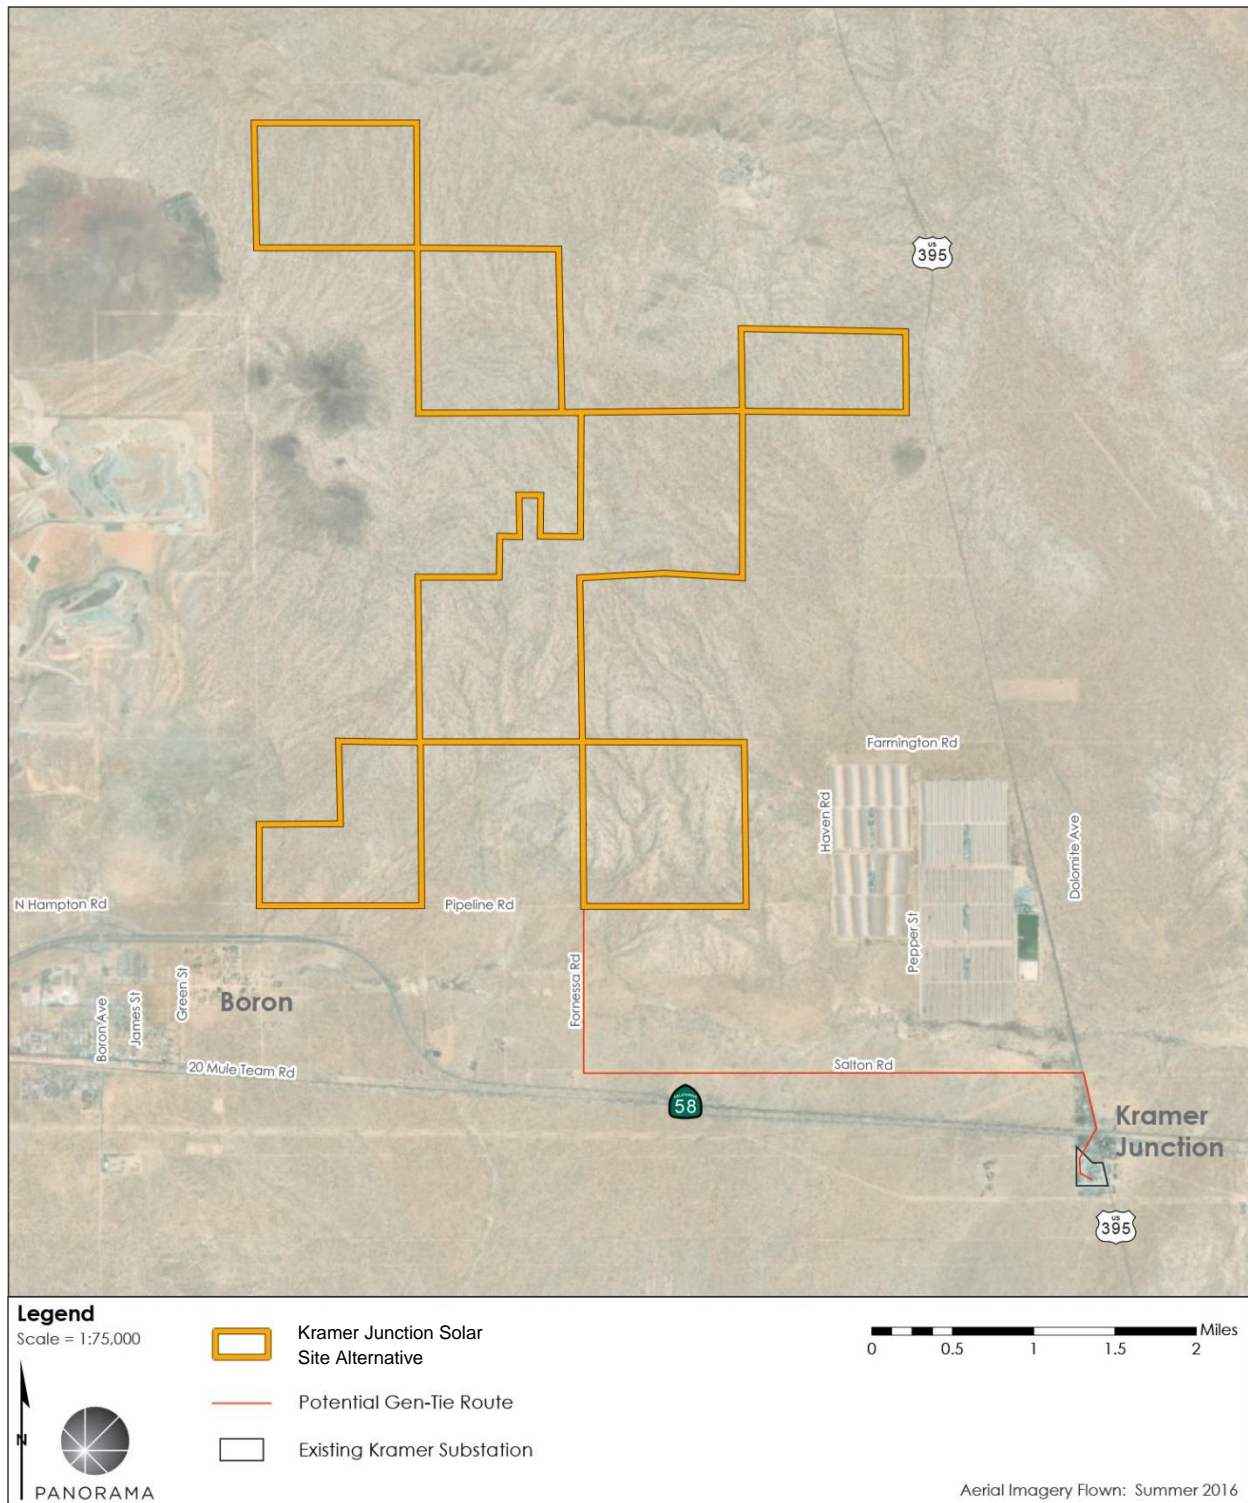 US
395
Farmington Rd
Haven Rd
Dolomite Ave
N Hampton Rd
Pipeline Rd
Pepper St
Fornessa Rd
Green St
James St
Boron Ave
Boron
20 Mule Team Rd
Salton Rd
CALIFORNIA
58
Kramer
Junction
US
395
Legend
Scale = 1:75,000
Kramer Junction Solar
Site Alternative
Potential Gen-Tie Route
Existing Kramer Substation
Miles
0 0.5 1 1.5 2
N
PANORAMA
Aerial Imagery Flown: Summer 2016